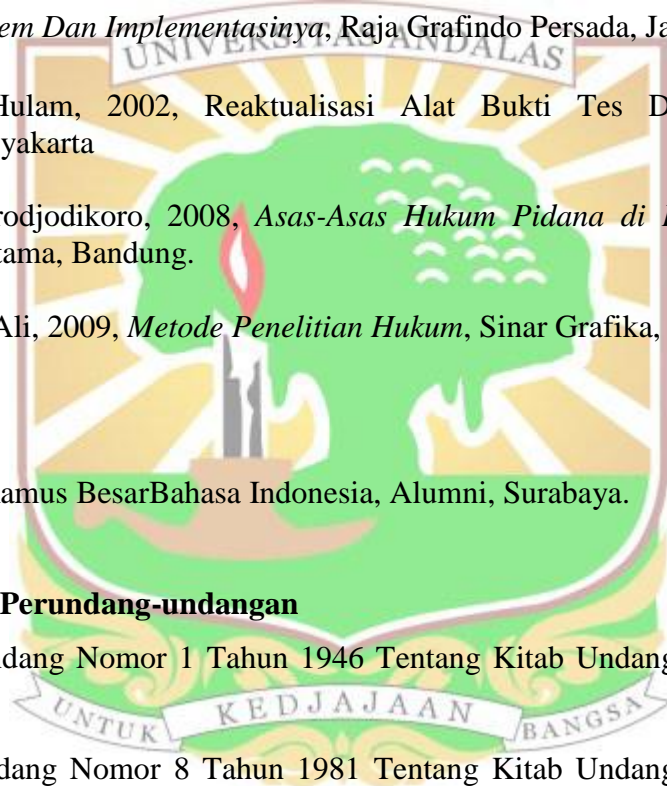 em Dan Implementasinya, Raja Grafindo Persada, Ja
UNIVERSITAS ANDALAS
Hulam, 2002, Reaktualisasi Alat Bukti Tes D
yakarta
rodjodikoro, 2008, Asas-Asas Hukum Pidana di
tama, Bandung.
Ali, 2009, Metode Penelitian Hukum, Sinar Grafika,
amus BesarBahasa Indonesia, Alumni, Surabaya.
Perundang-undangan
dang Nomor 1 Tahun 1946 Tentang Kitab Undang
UNTUK KEDJAJAAN BANGSA
dang Nomor 8 Tahun 1981 Tentang Kitab Undang